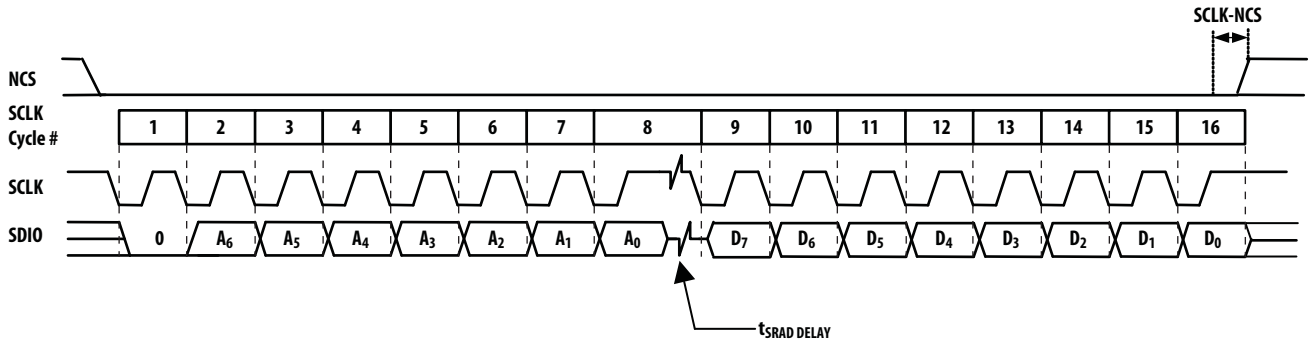 SCLK-NCS
NCS
SCLK
Cycle #
1 2 3 4 5 6 7 8 9 10 11 12 13 14 15 16
SCLK
SDIO
0 A6 A5 A4 A3 A2 A1 A0 D7 D6 D5 D4 D3 D2 D1 D0
tSRAD DELAY